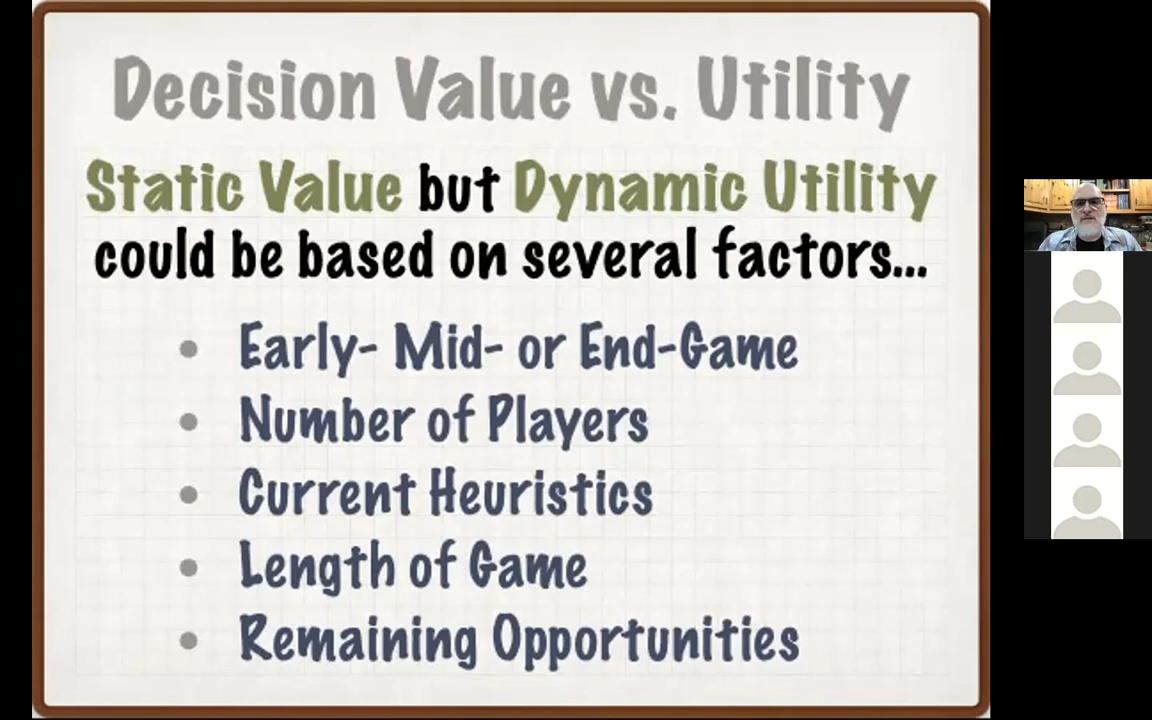 Decision Value vs. Utility
Static Value but Dynamic Utility
could be based on several factors...
• Early- Mid- or End-Game
• Number of Players
• Current Heuristics
• Length of Game
• Remaining Opportunities